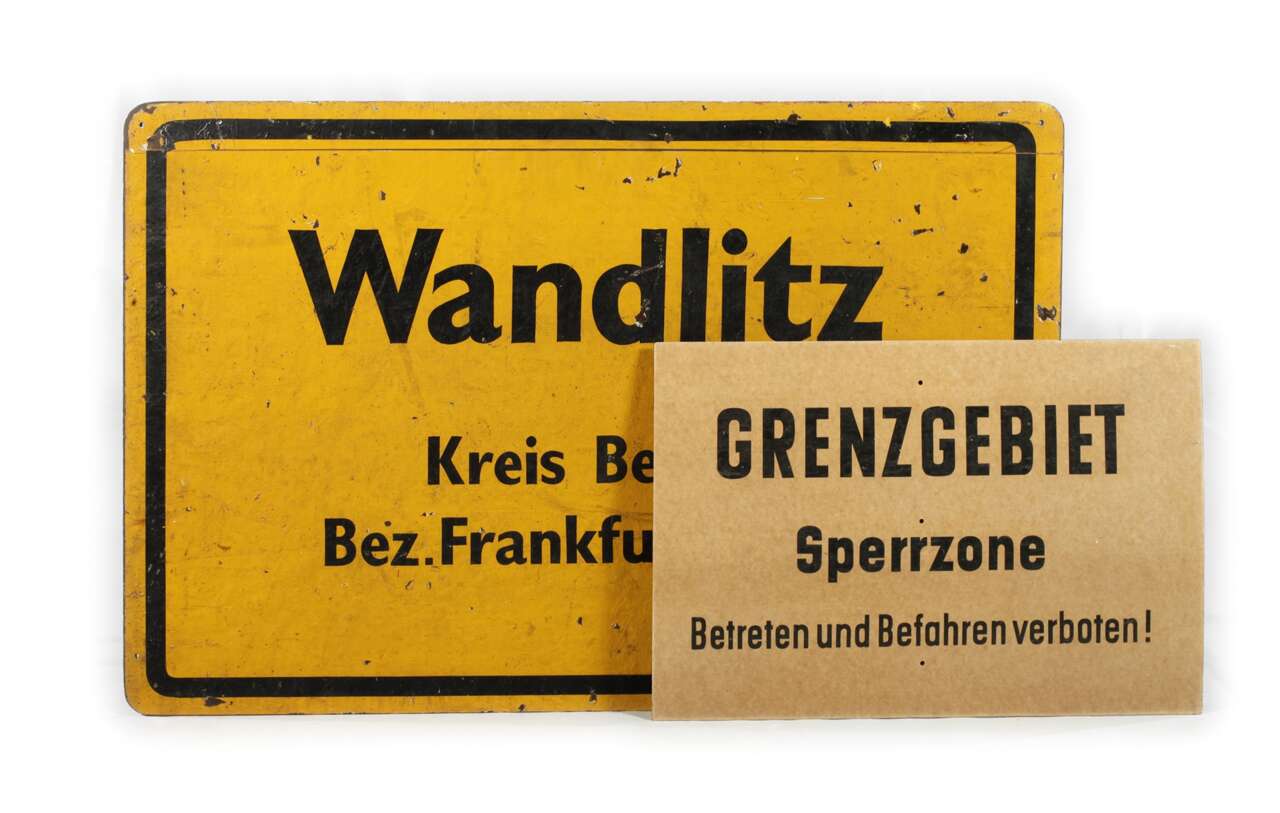 Wandlitz
Kreis Be
Bez.Frankfu
GRENZGEBIET
Sperrzone
Betreten und Befahren verboten!